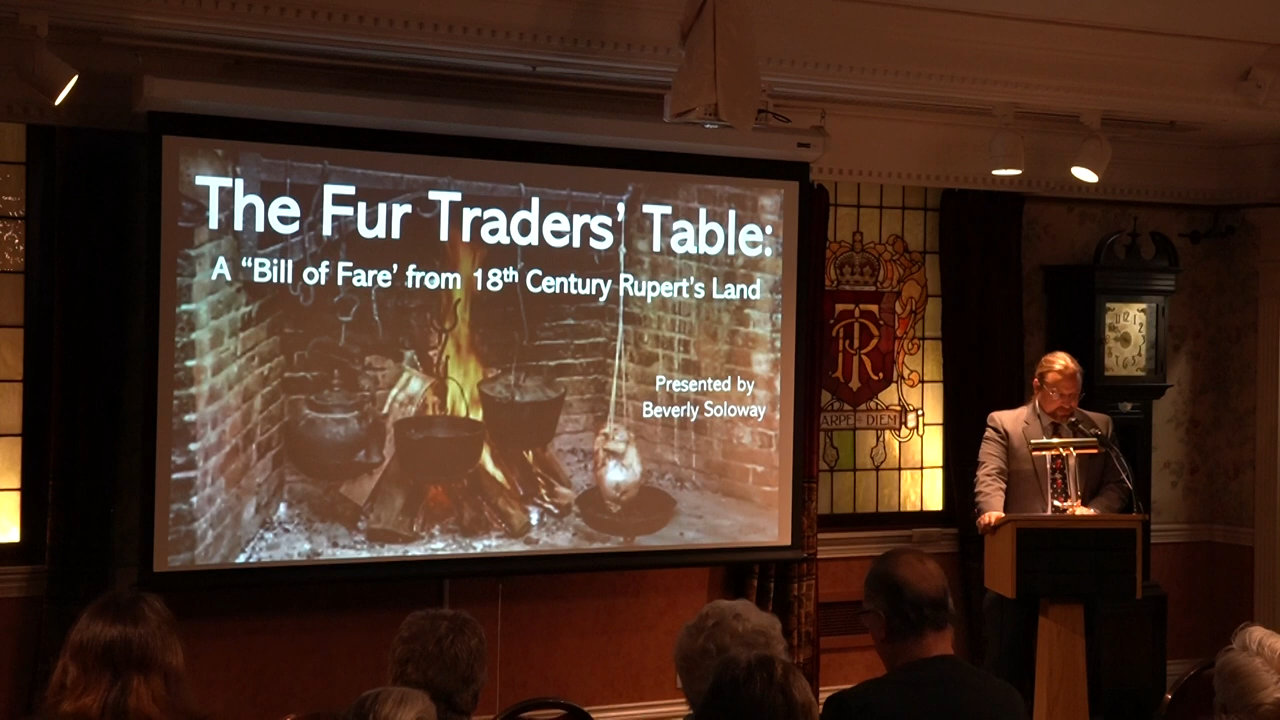 The Fur Traders' Table:
A “Bill of Fare’ from 18th Century Rupert's Land
Presented by
Beverly Soloway
ARPE DIEM